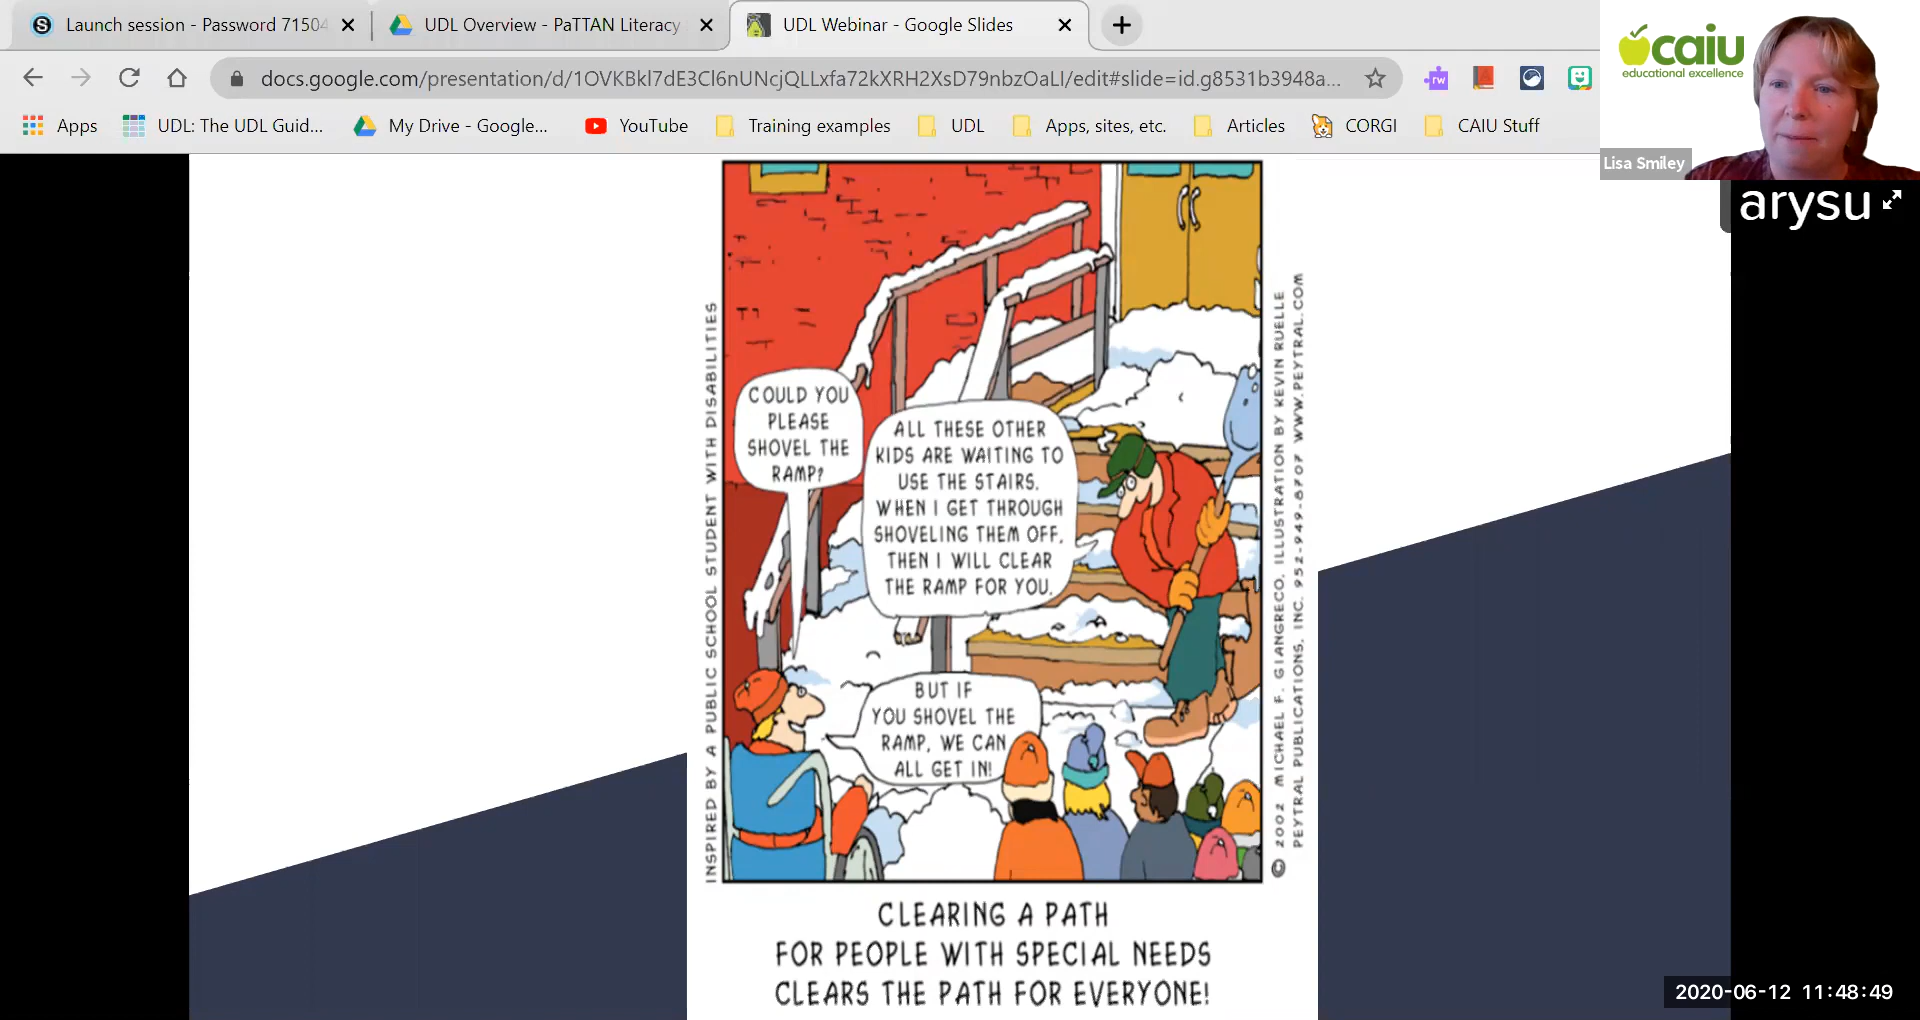 Launch session - Password 71504
UDL Overview - PaTTAN Literacy
UDL Webinar - Google Slides
docs.google.com/presentation/d/1OVKBkl7dE3Cl6nUNcjQLLxfa72kXRH2XsD79nbzOaLI/edit#slide=id.g8531b3948a...
rw
Apps
UDL: The UDL Guid...
My Drive - Google...
YouTube
Training examples
UDL
Apps, sites, etc.
Articles
CORGI
CAIU Stuff
caiu
educational excellence
Lisa Smiley
arysu
INSPIRED BY A PUBLIC SCHOOL STUDENT WITH DISABILITIES
COULD YOU
PLEASE
SHOVEL THE
RAMP?
ALL THESE OTHER
KIDS ARE WAITING TO
USE THE STAIRS.
WHEN I GET THROUGH
SHOVELING THEM OFF,
THEN I WILL CLEAR
THE RAMP FOR YOU.
BUT IF
YOU SHOVEL THE
RAMP, WE CAN
ALL GET IN!
© 2002 MICHAEL F. GIANGRECO, ILLUSTRATION BY KEVIN RUELLE
PEYTRAL PUBLICATIONS, INC. 952-949-8707 WWW.PEYTRAL.COM
CLEARING A PATH
FOR PEOPLE WITH SPECIAL NEEDS
CLEARS THE PATH FOR EVERYONE!
2020-06-12 11:48:49